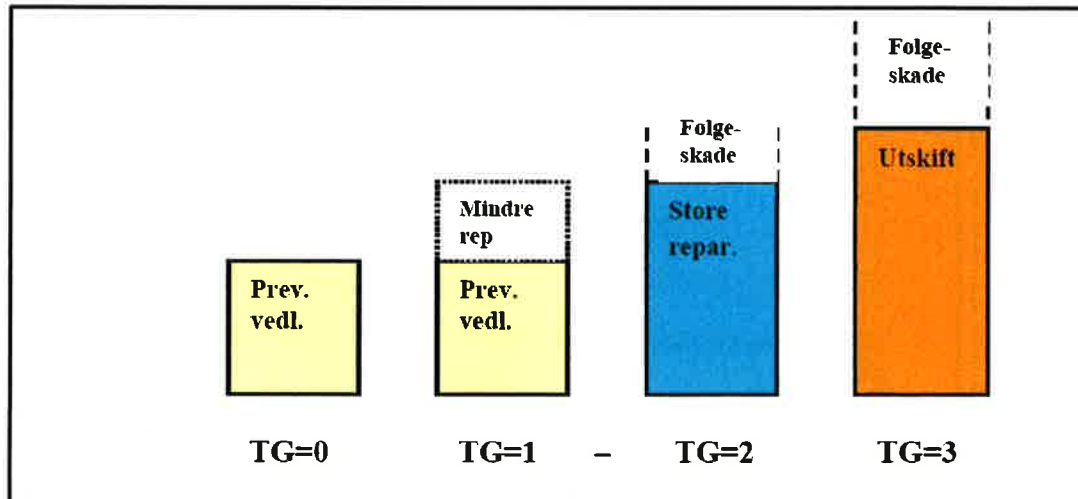 Folge-
skade
Folge-
skade
Utskift
Mindre
rep
Store
repar.
Prev.
vedl.
Prev.
vedl.
TG=0 TG=1 – TG=2 TG=3